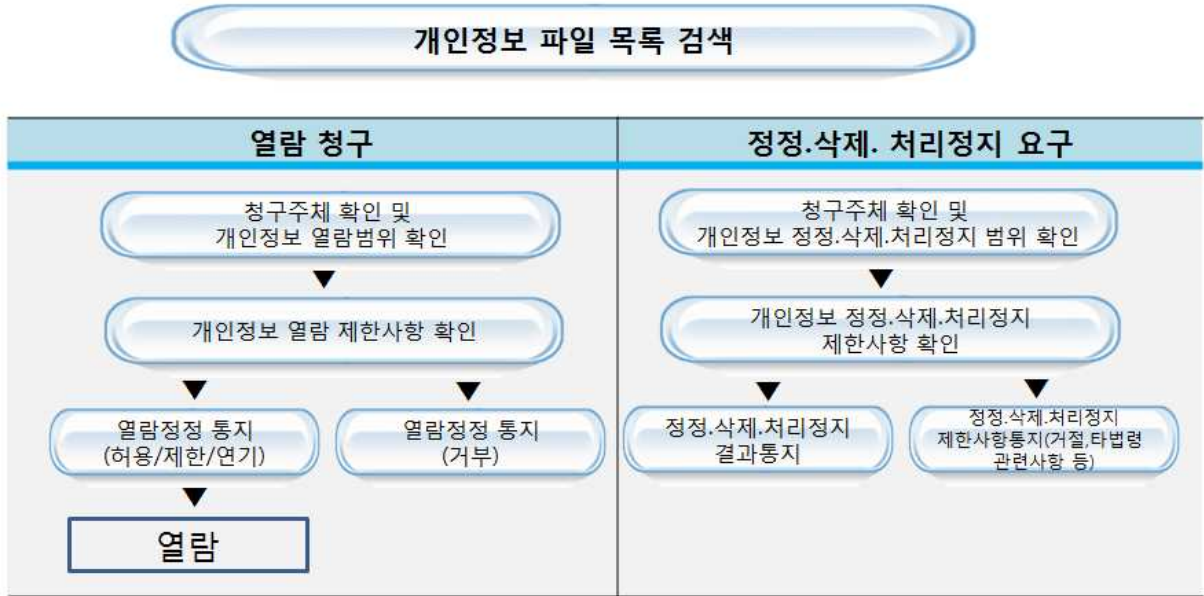 개인정보 파일 목록 검색
열람 청구
청구주체 확인 및
개인정보 열람범위 확인
▼
개인정보 열람 제한사항 확인
▼ ▼
열람정정 통지
(허용/제한/연기)
열람정정 통지
(거부)
▼
열람
정정.삭제. 처리정지 요구
청구주체 확인 및
개인정보 정정.삭제.처리정지 범위 확인
▼
개인정보 정정.삭제.처리정지
제한사항 확인
▼ ▼
정정.삭제.처리정지
결과통지
정정.삭제.처리정지
제한사항통지(거절,타법령
관련사항 등)